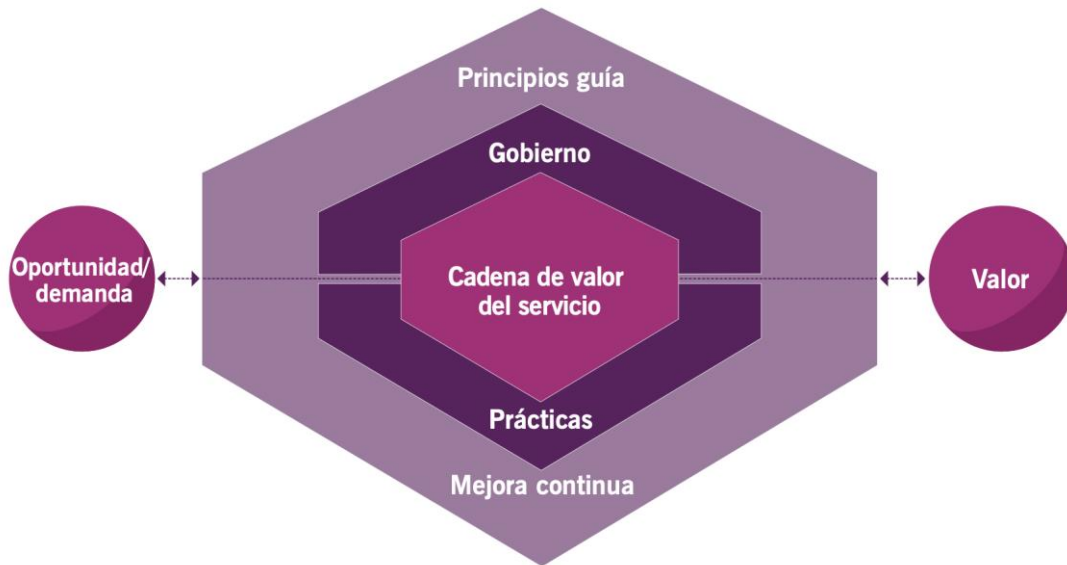 Principios guía
Gobierno
Oportunidad/
demanda
Cadena de valor
del servicio
Valor
Prácticas
Mejora continua